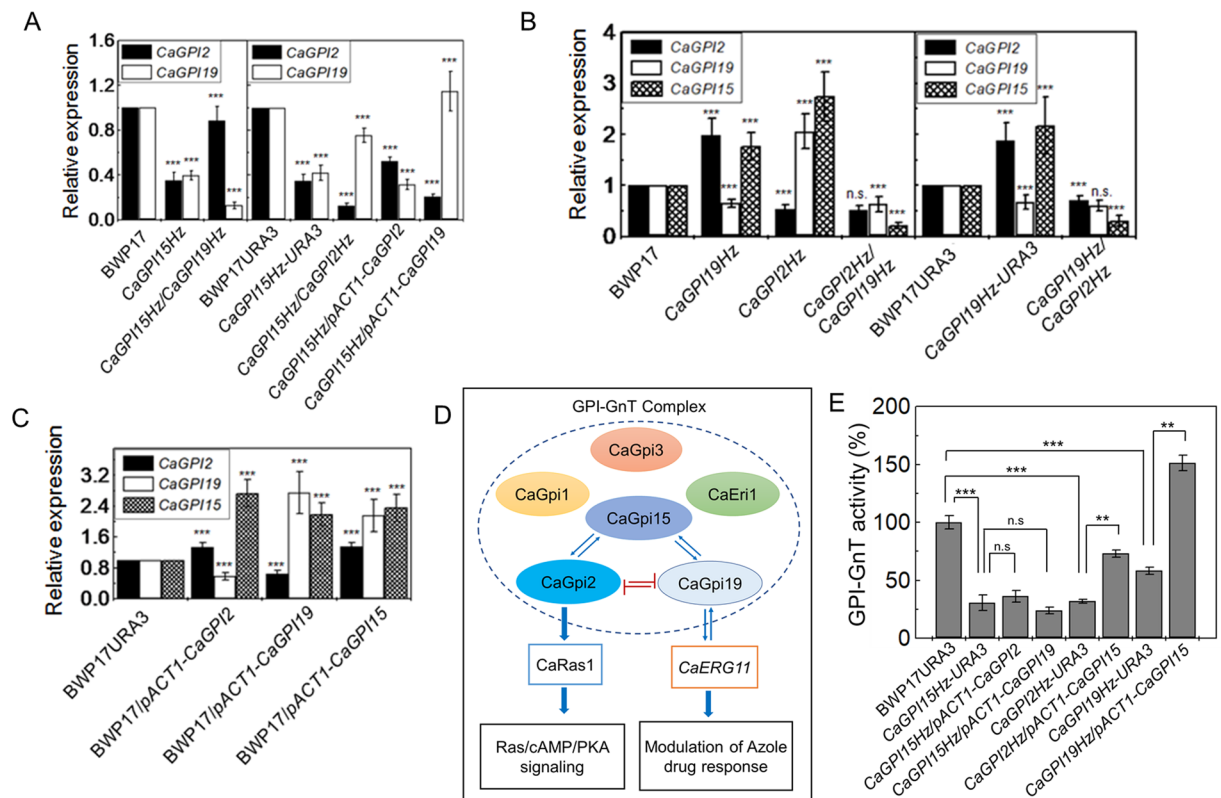 A
Relative expression
1.6
1.2
0.8
0.4
0.0
CaGPI2
CaGPI19
CaGPI2
CaGPI19
***
***
***
***
***
***
***
***
***
***
***
***
BWP17
CaGPI15Hz
CaGPI15Hz/CaGPI19Hz
BWP17URA3
CaGPI15Hz-URA3
CaGPI15Hz/CaGPI2Hz
CaGPI15Hz/pACT1-CaGPI2
CaGPI15Hz/pACT1-CaGPI19
B
Relative expression
4
3
2
1
0
CaGPI2
CaGPI19
CaGPI15
CaGPI2
CaGPI19
CaGPI15
***
***
***
***
***
***
n.s.
***
***
***
***
***
***
n.s.
***
BWP17
CaGPI19Hz
CaGPI2Hz
CaGPI2Hz/
CaGPI19Hz
BWP17URA3
CaGPI19Hz-URA3
CaGPI19Hz/
CaGPI2Hz
C
Relative expression
3.2
2.4
1.6
0.8
0.0
CaGPI2
CaGPI19
CaGPI15
***
***
***
***
***
***
***
***
***
BWP17URA3
BWP17/pACT1-CaGPI2
BWP17/pACT1-CaGPI19
BWP17/pACT1-CaGPI15
D
GPI-GnT Complex
CaGpi3
CaGpi1
CaEri1
CaGpi15
CaGpi2
CaGpi19
CaRas1
CaERG11
Ras/cAMP/PKA
signaling
Modulation of Azole
drug response
E
GPI-GnT activity (%)
200
150
100
50
0
***
n.s
n.s
***
***
**
**
BWP17URA3
CaGPI15Hz-URA3
CaGPI15Hz/pACT1-CaGPI2
CaGPI15Hz/pACT1-CaGPI19
CaGPI2Hz-URA3
CaGPI2Hz/pACT1-CaGPI15
CaGPI19Hz-URA3
CaGPI19Hz/pACT1-CaGPI15